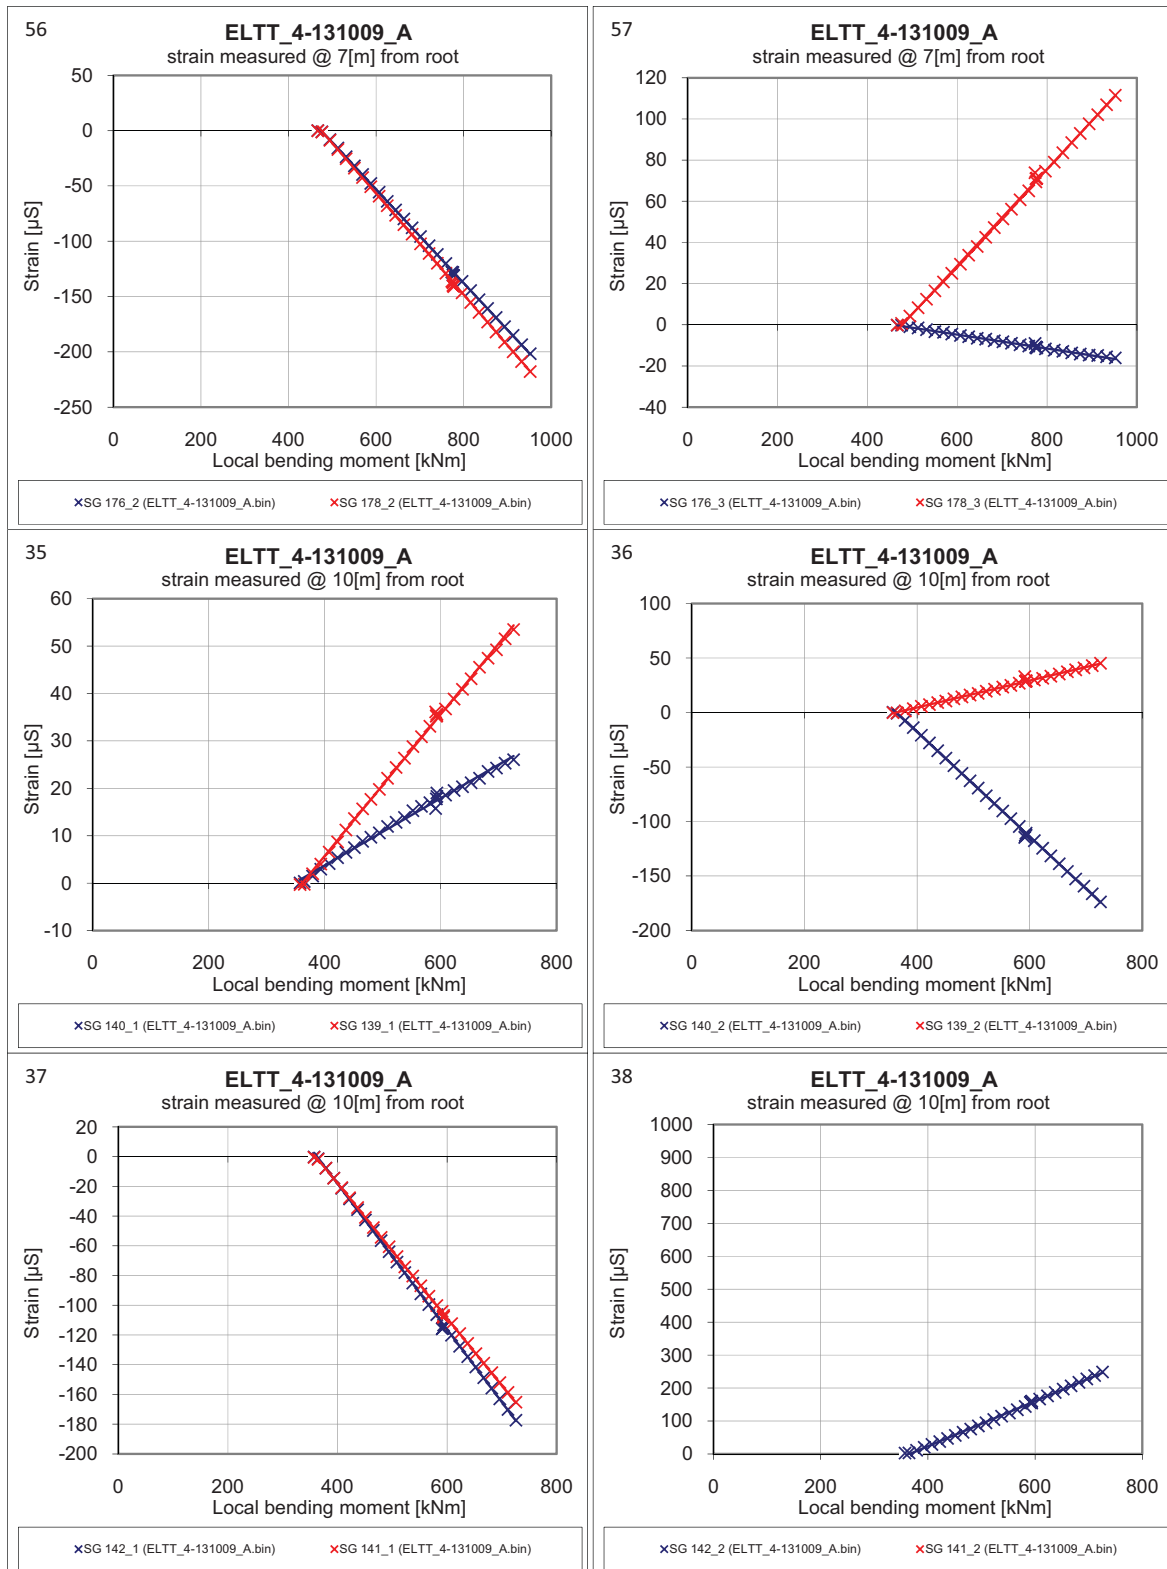 56
ELTT_4-131009_A
strain measured @ 7[m] from root
50
0
-50
-100
-150
-200
-250
Strain [µS]
0 200 400 600 800 1000
Local bending moment [kNm]
×SG 176_2 (ELTT_4-131009_A.bin) ×SG 178_2 (ELTT_4-131009_A.bin)
57
ELTT_4-131009_A
strain measured @ 7[m] from root
120
100
80
60
40
20
0
-20
-40
Strain [µS]
0 200 400 600 800 1000
Local bending moment [kNm]
×SG 176_3 (ELTT_4-131009_A.bin) ×SG 178_3 (ELTT_4-131009_A.bin)
35
ELTT_4-131009_A
strain measured @ 10[m] from root
60
50
40
30
20
10
0
-10
Strain [µS]
0 200 400 600 800
Local bending moment [kNm]
×SG 140_1 (ELTT_4-131009_A.bin) ×SG 139_1 (ELTT_4-131009_A.bin)
36
ELTT_4-131009_A
strain measured @ 10[m] from root
100
50
0
-50
-100
-150
-200
Strain [µS]
0 200 400 600 800
Local bending moment [kNm]
×SG 140_2 (ELTT_4-131009_A.bin) ×SG 139_2 (ELTT_4-131009_A.bin)
37
ELTT_4-131009_A
strain measured @ 10[m] from root
20
0
-20
-40
-60
-80
-100
-120
-140
-160
-180
-200
Strain [µS]
0 200 400 600 800
Local bending moment [kNm]
×SG 142_1 (ELTT_4-131009_A.bin) ×SG 141_1 (ELTT_4-131009_A.bin)
38
ELTT_4-131009_A
strain measured @ 10[m] from root
1000
900
800
700
600
500
400
300
200
100
0
Strain [µS]
0 200 400 600 800
Local bending moment [kNm]
×SG 142_2 (ELTT_4-131009_A.bin) ×SG 141_2 (ELTT_4-131009_A.bin)